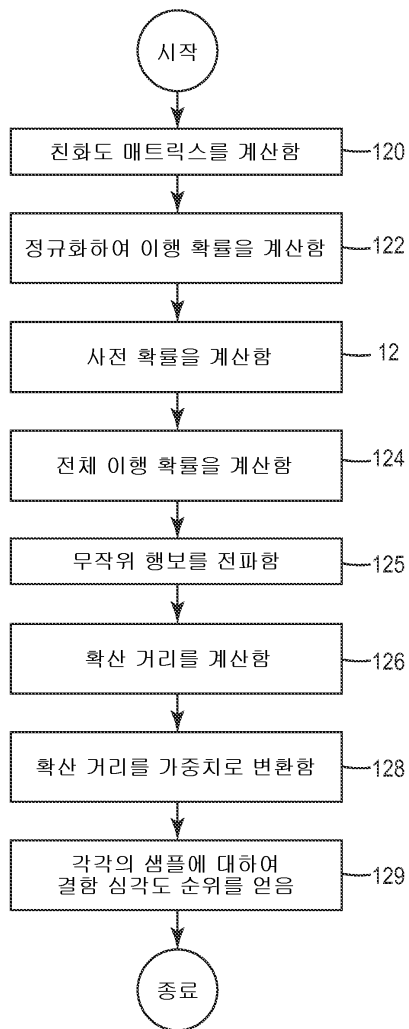 시작
친화도 매트릭스를 계산함
120
정규화하여 이행 확률을 계산함
122
사전 확률을 계산함
12
전체 이행 확률을 계산함
124
무작위 행보를 전파함
125
확산 거리를 계산함
126
확산 거리를 가중치로 변환함
128
각각의 샘플에 대하여
결함 심각도 순위를 얻음
129
종료